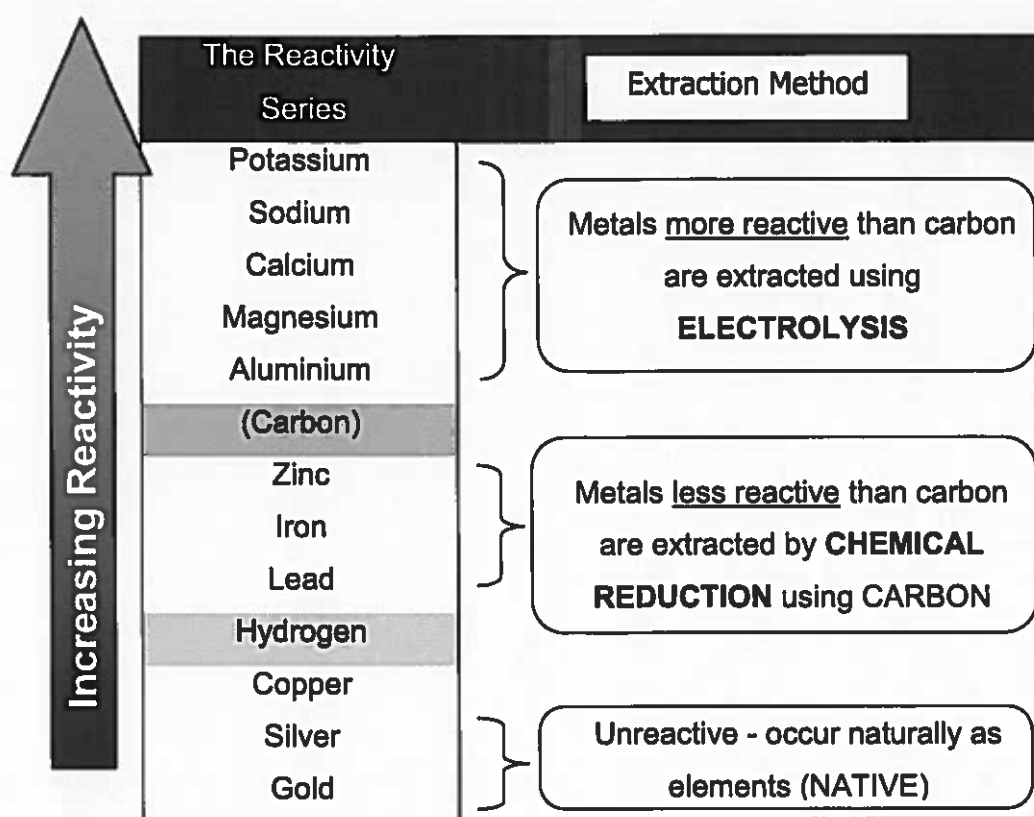 The Reactivity
Series
Extraction Method
Increasing Reactivity
Potassium
Sodium
Calcium
Magnesium
Aluminium
(Carbon)
Zinc
Iron
Lead
Hydrogen
Copper
Silver
Gold
Metals more reactive than carbon
are extracted using
ELECTROLYSIS
Metals less reactive than carbon
are extracted by CHEMICAL
REDUCTION using CARBON
Unreactive - occur naturally as
elements (NATIVE)